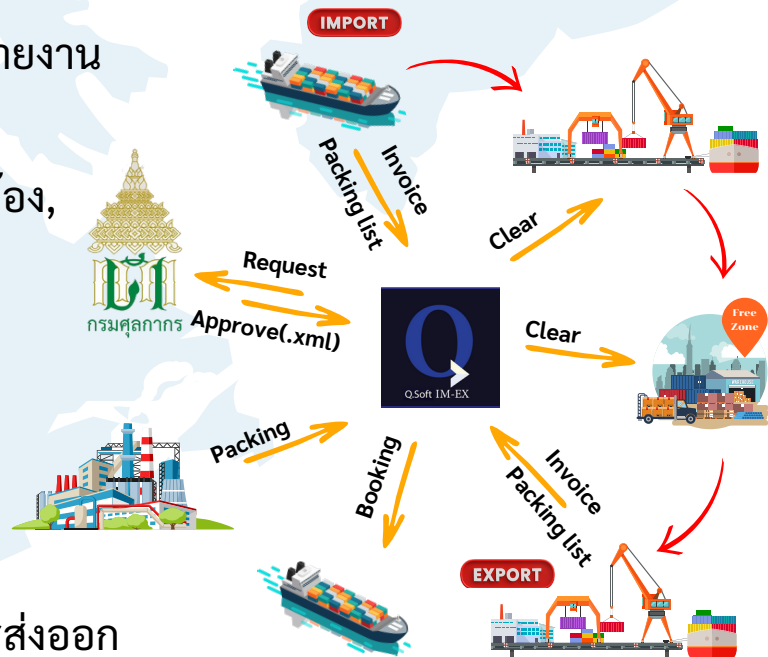 IMPORT
ายงาน
Invoice
Packing list
อง,
Clear
Request
กรมศุลกากร
Approve(.xml)
Free
Zone
Clear
Q
Q.Soft IM-EX
Packing
Booking
Invoice
Packing list
EXPORT
ส่งออก